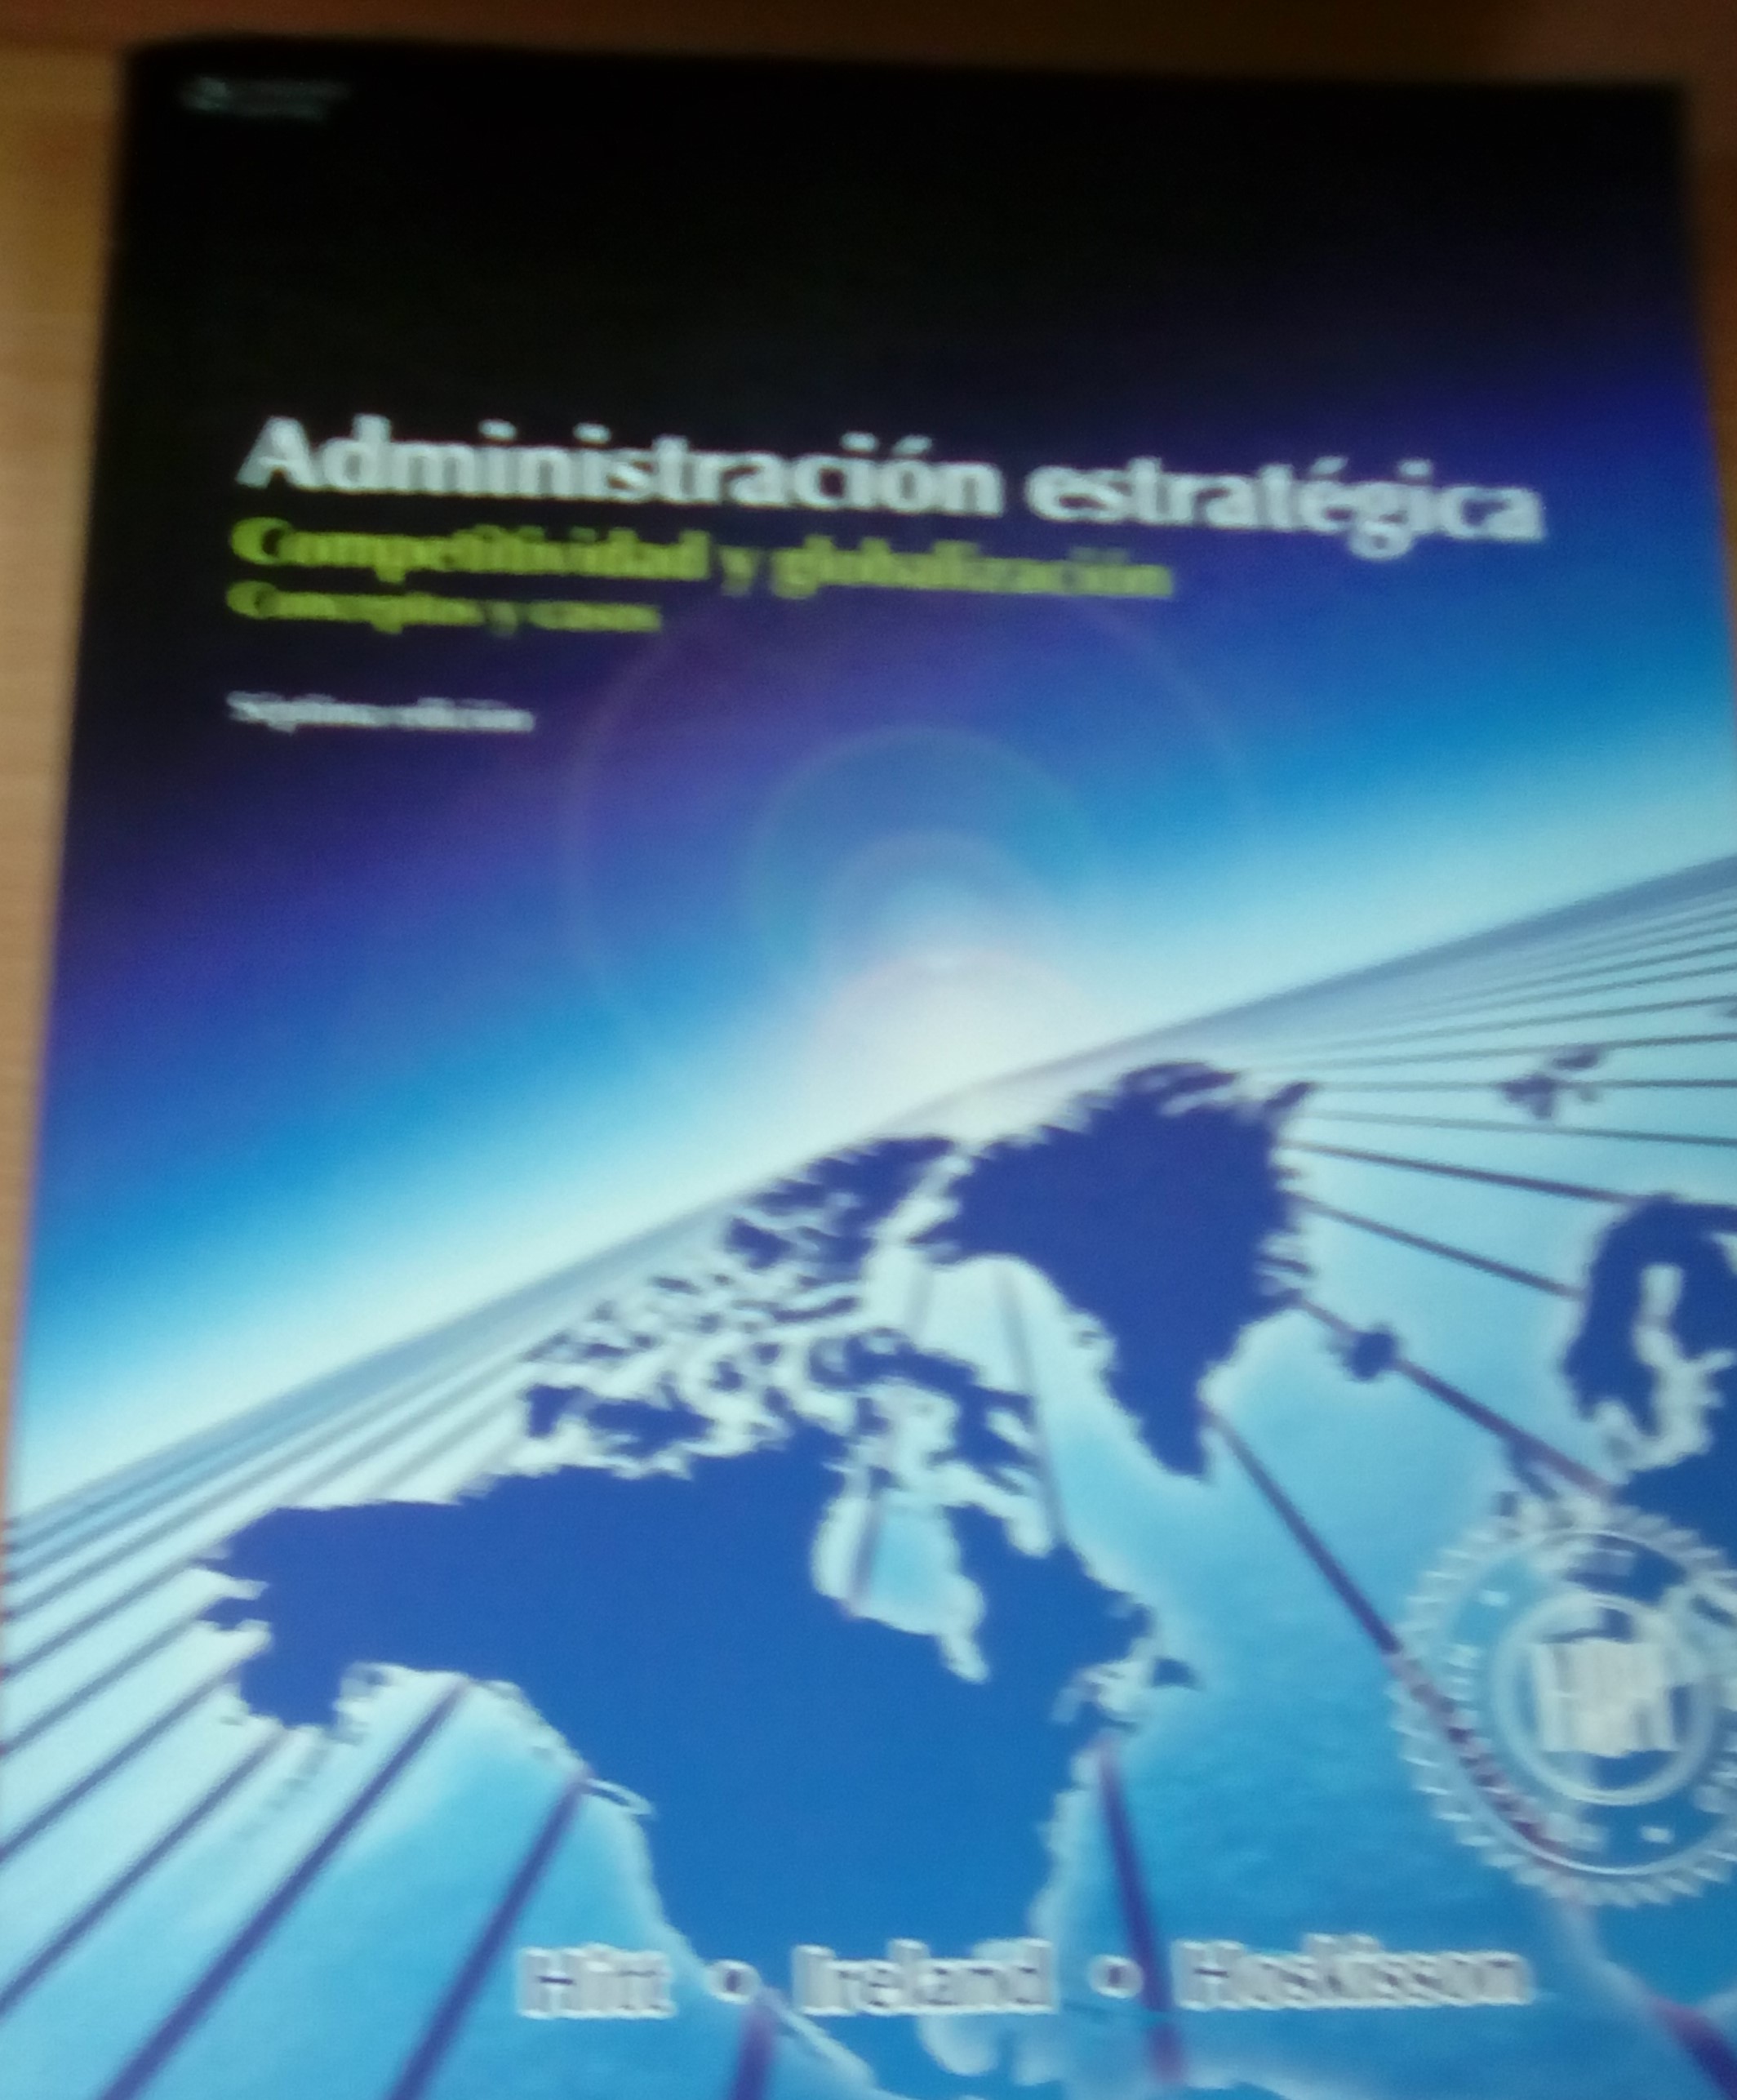 Administración estratégica
Competitividad y globalización
Conceptos y casos
Séptima edición
Hitt o Ireland o Hoskisson